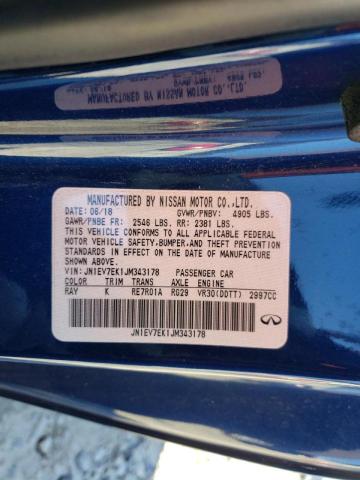 MANUFACTURED BY NISSAN MOTOR CO.,LTD.
DATE: 06/18 GVWR/PNBV: 4905 LBS.
GAWR/PNBE FR: 2546 LBS. RR: 2381 LBS.
THIS VEHICLE CONFORMS TO ALL APPLICABLE FEDERAL
MOTOR VEHICLE SAFETY,BUMPER,AND THEFT PREVENTION
STANDARDS IN EFFECT ON THE DATE OF MANUFACTURE
SHOWN ABOVE.
VIN: JN1EV7EK1JM343178 PASSENGER CAR
COLOR TRIM TRANS AXLE ENGINE
RAY K RE7R01A RG29 VR30(DDTT) 2997CC
JN1EV7EK1JM343178
INFINITI